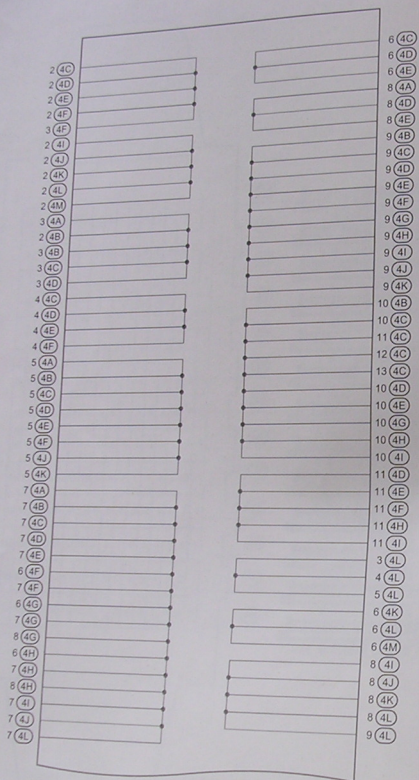 2 4C
2 4D
2 4E
2 4F
3 4F
2 4I
2 4J
2 4K
2 4L
2 4M
3 4A
2 4B
3 4B
3 4C
3 4D
4 4C
4 4D
4 4E
4 4F
5 4A
5 4B
5 4C
5 4D
5 4E
5 4F
5 4J
5 4K
7 4A
7 4B
7 4C
7 4D
7 4E
6 4F
7 4F
6 4G
7 4G
8 4G
6 4H
7 4H
8 4H
7 4I
7 4J
7 4L
6 4C
6 4D
6 4E
8 4A
8 4D
8 4E
9 4B
9 4C
9 4D
9 4E
9 4F
9 4G
9 4H
9 4I
9 4J
9 4K
10 4B
10 4C
11 4C
12 4C
13 4C
10 4D
10 4E
10 4G
10 4H
10 4I
11 4D
11 4E
11 4F
11 4H
11 4I
3 4L
4 4L
5 4L
6 4K
6 4L
6 4M
8 4I
8 4J
8 4K
8 4L
9 4L